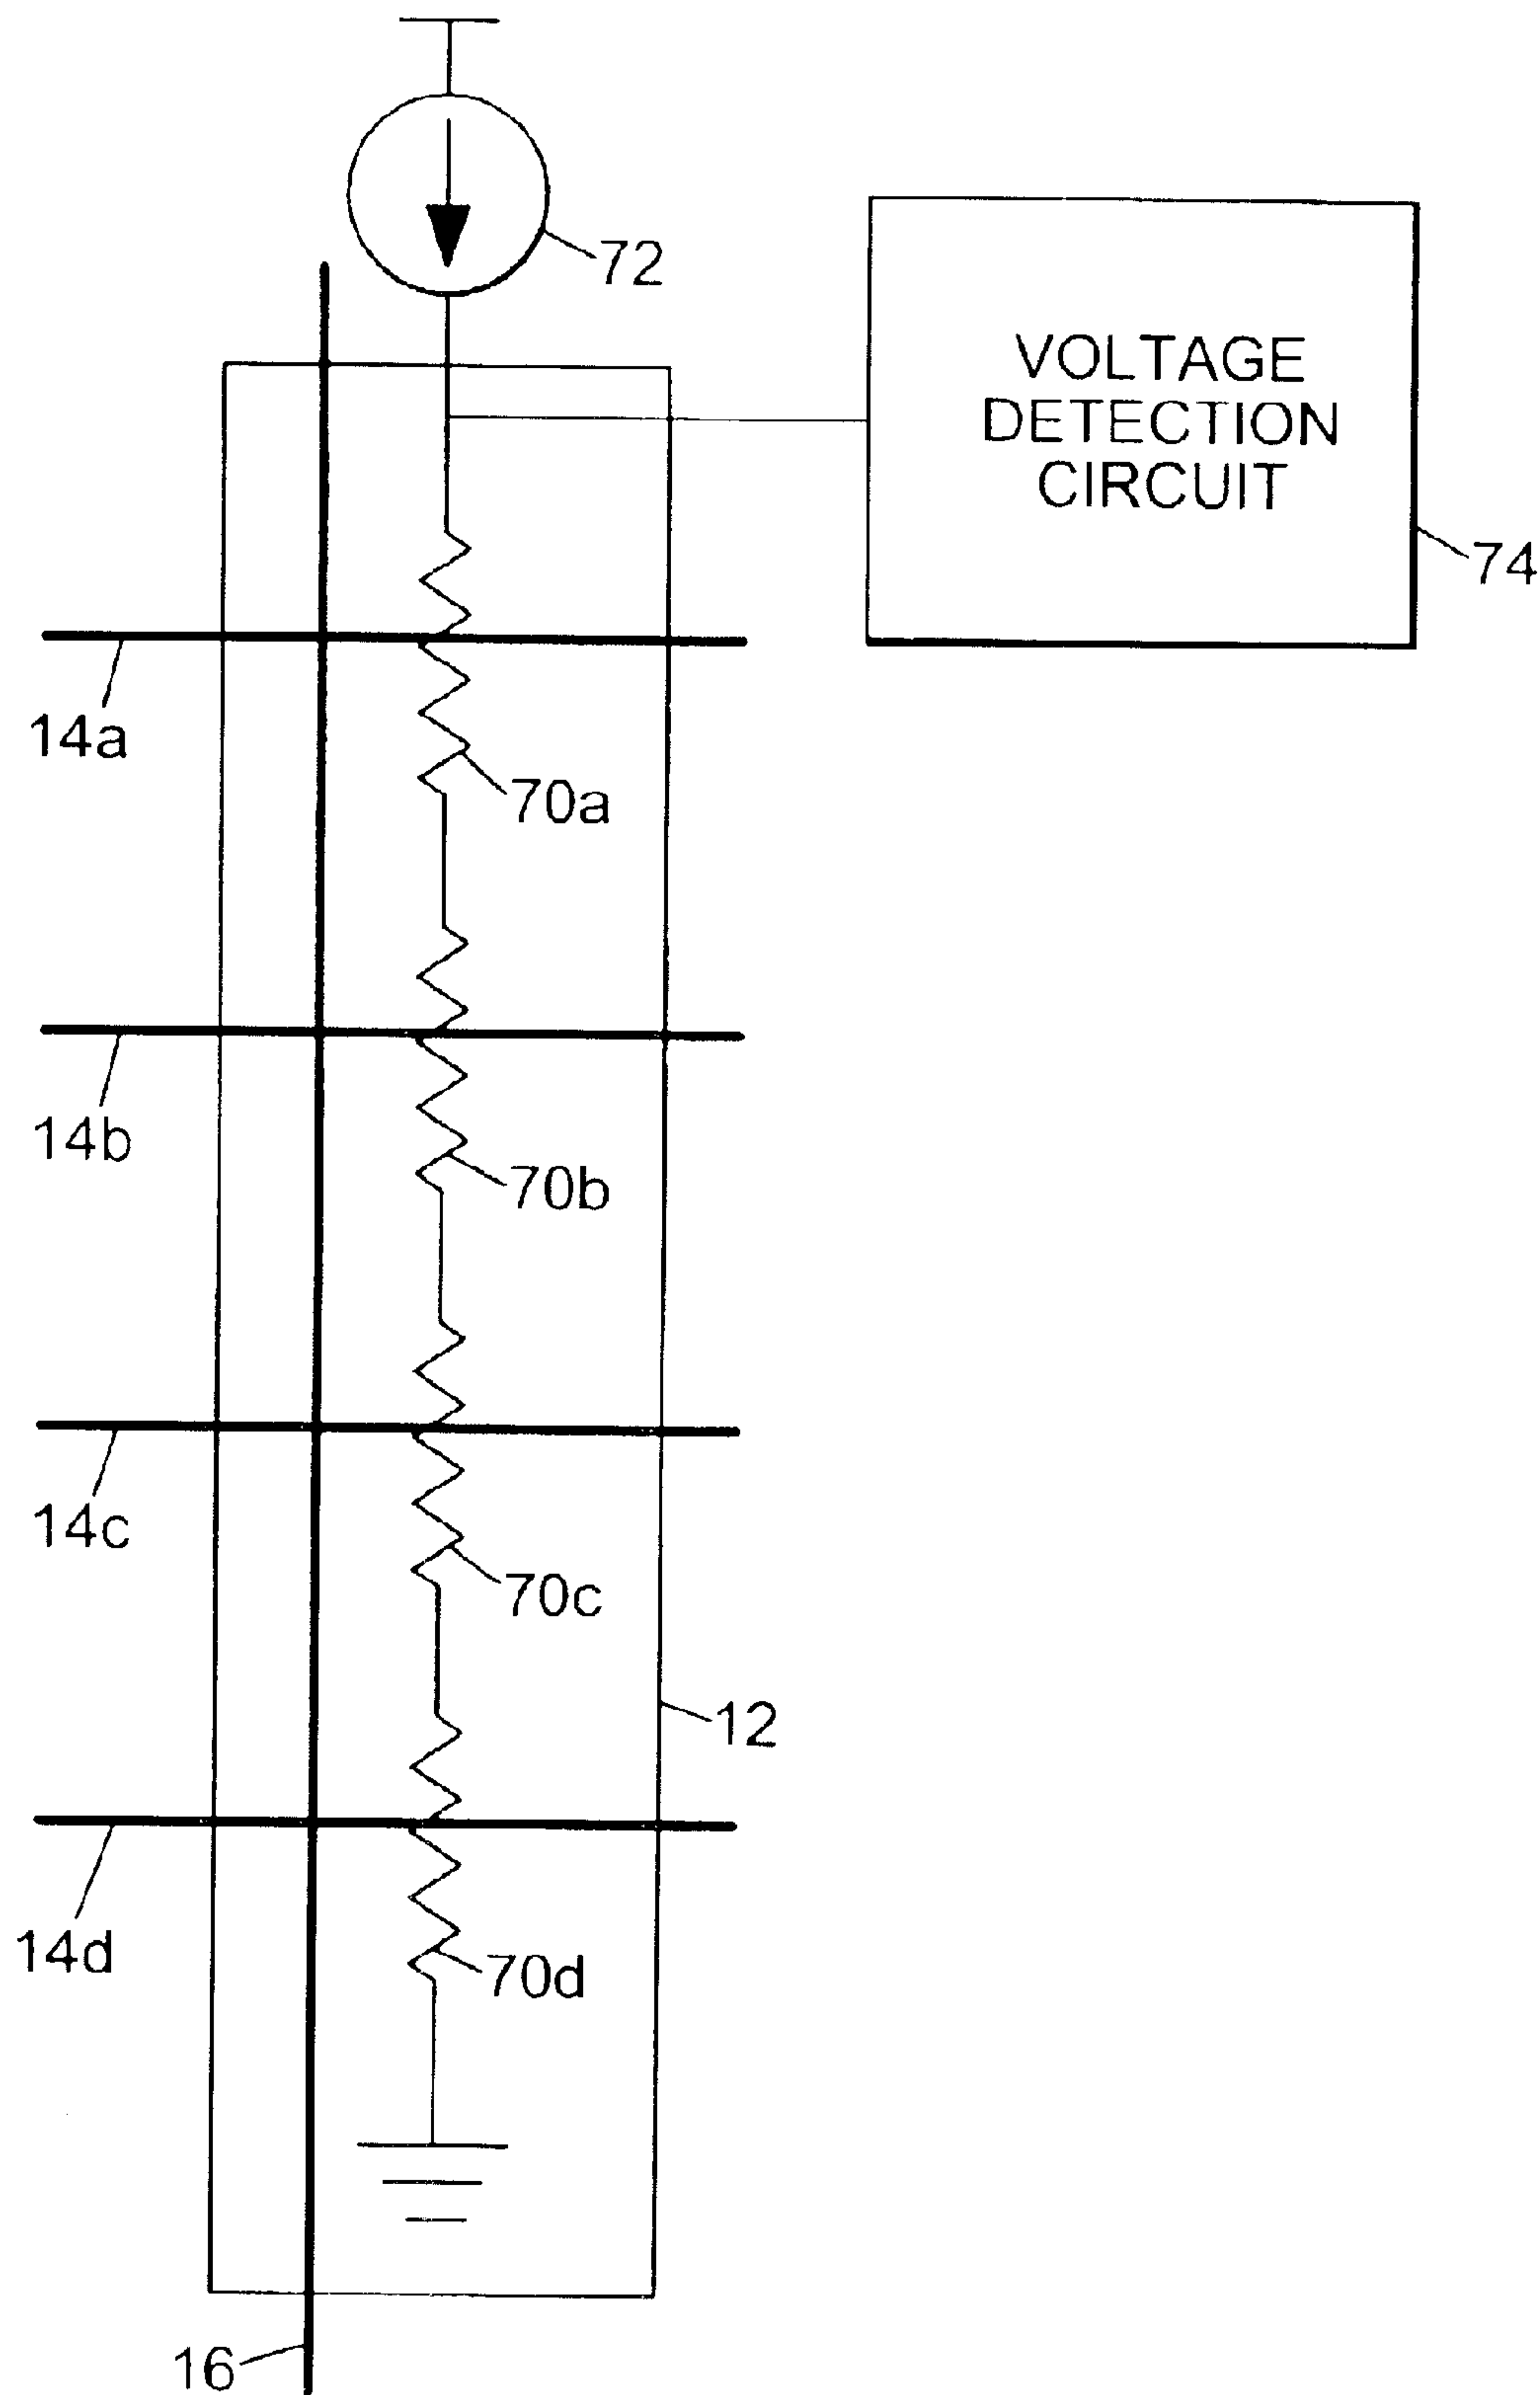 72
VOLTAGE
DETECTION
CIRCUIT
74
14a
70a
14b
70b
14c
70c
12
14d
70d
16